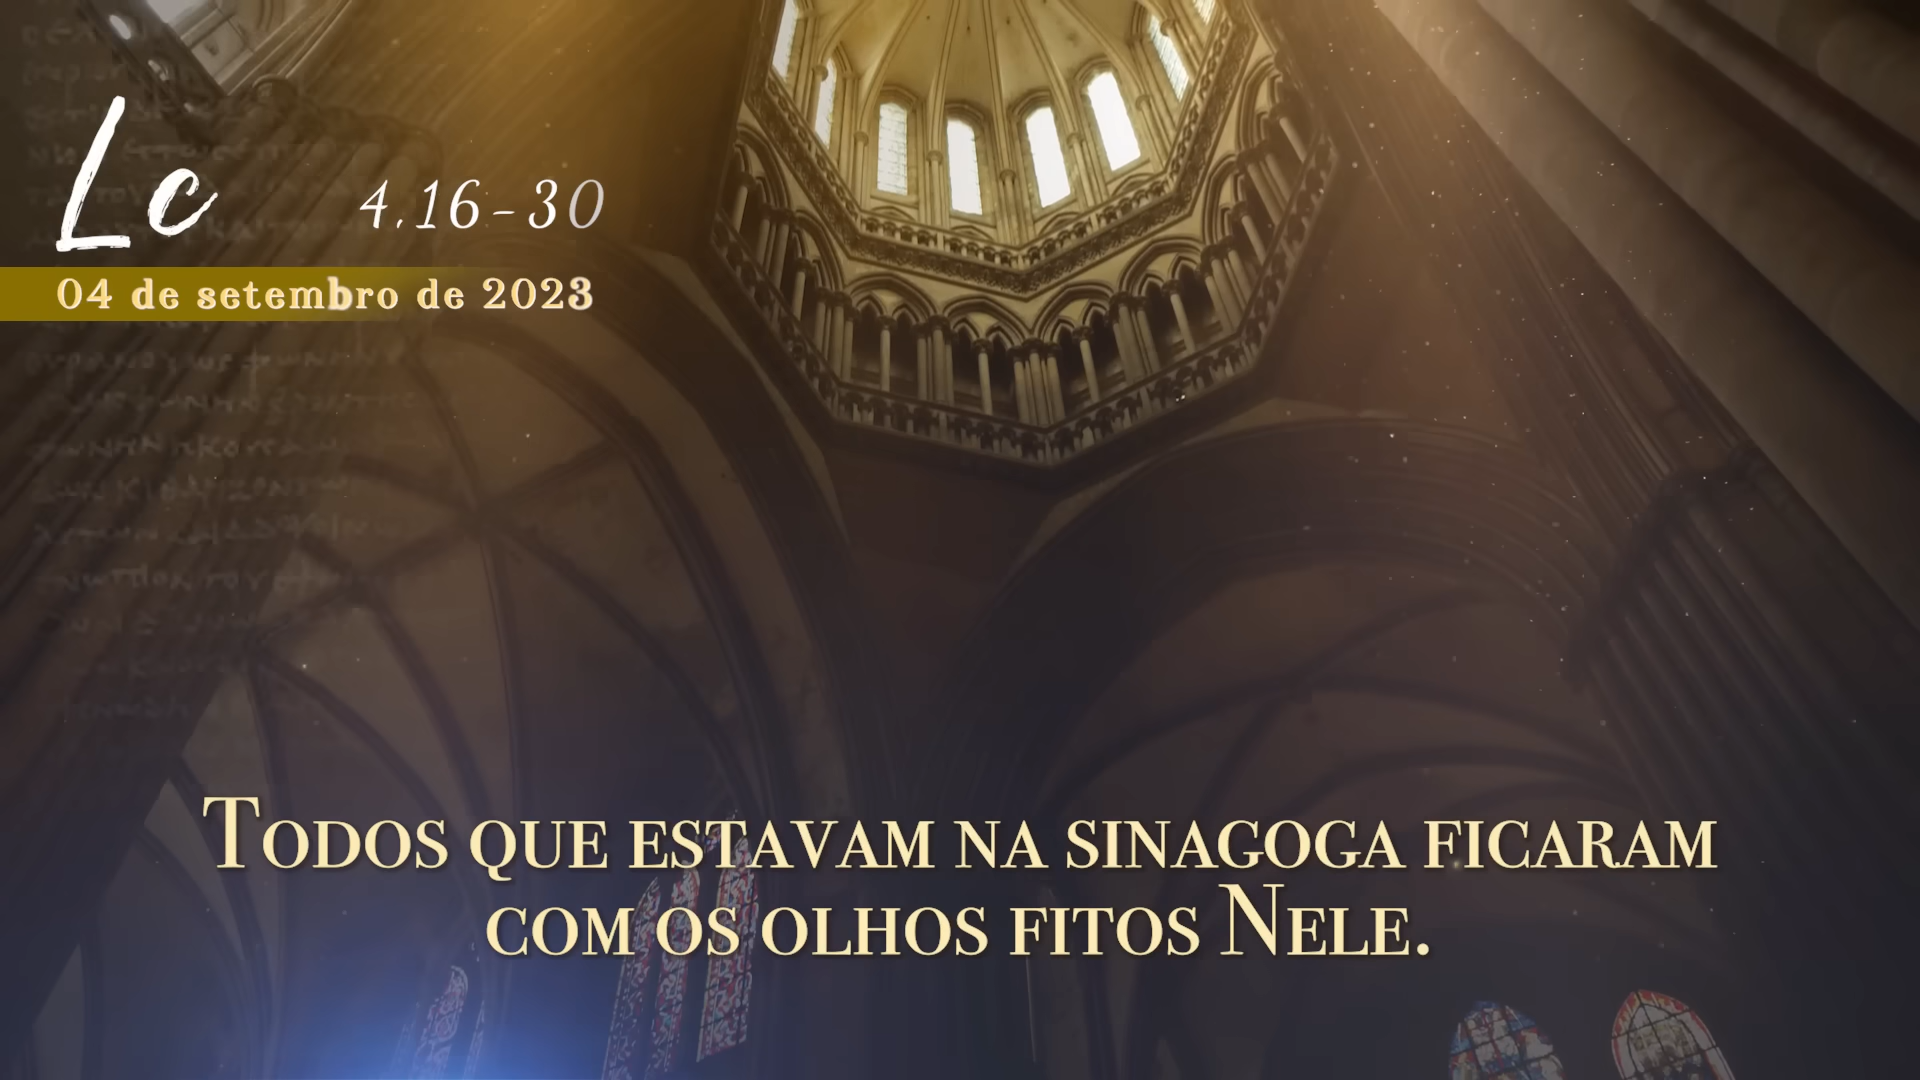 Lc 4,16-30
04 de setembro de 2023
Todos que estavam na sinagoga ficaram
com os olhos fitos Nele.